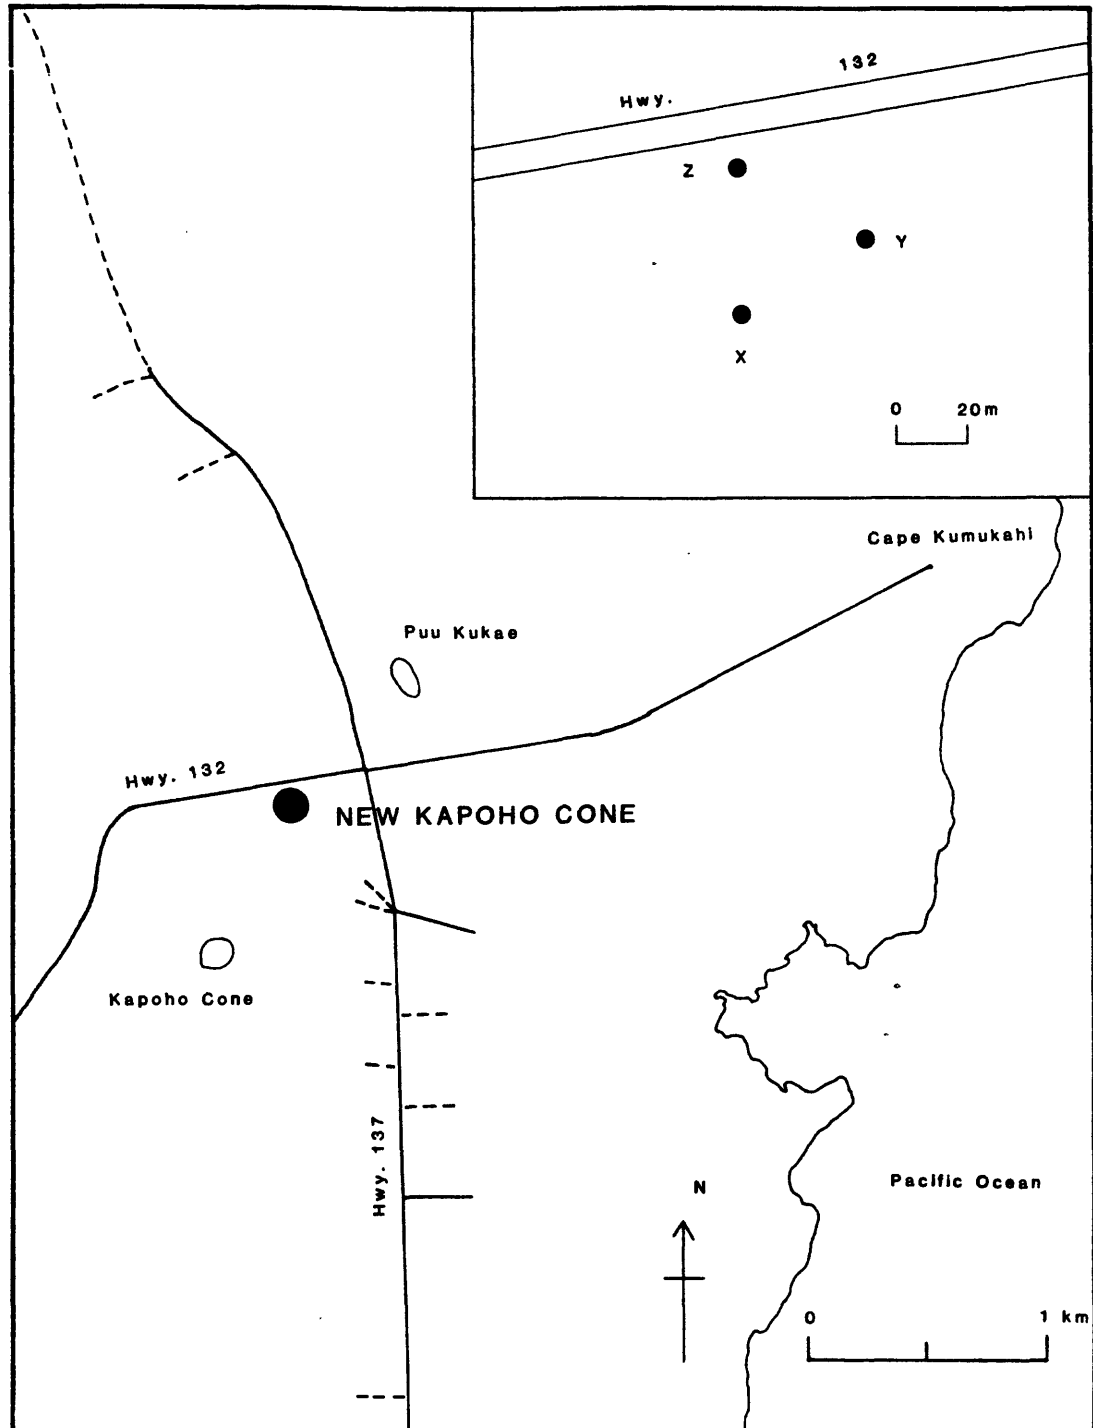 132
Hwy.
Z
Y
X
0 20m
Cape Kumukahi
Puu Kukae
Hwy. 132
NEW KAPOHO CONE
Kapoho Cone
Hwy. 137
N
Pacific Ocean
0 1 km